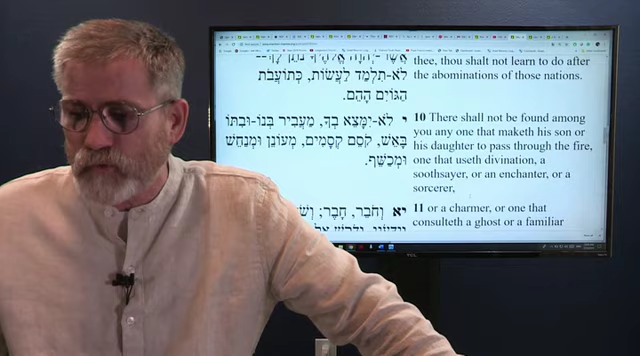 לֹא-תִלְמַד לַעֲשׂוֹת, כְּתוֹעֲבֹת
הַגּוֹיִם הָהֵם.
thee, thou shalt not learn to do after
the abominations of those nations.
י לֹא-יִמָּצֵא בְךָ, מַעֲבִיר בְּנוֹ-וּבִתּוֹ
בָּאֵשׁ, קֹסֵם קְסָמִים, מְעוֹנֵן וּמְנַחֵשׁ
וּמְכַשֵּׁף.
10 There shall not be found among
you any one that maketh his son or
his daughter to pass through the fire,
one that useth divination, a
soothsayer, or an enchanter, or a
sorcerer,
יא וְחֹבֵר, חָבֶר;
11 or a charmer, or one that
consulteth a ghost or a familiar
TCL